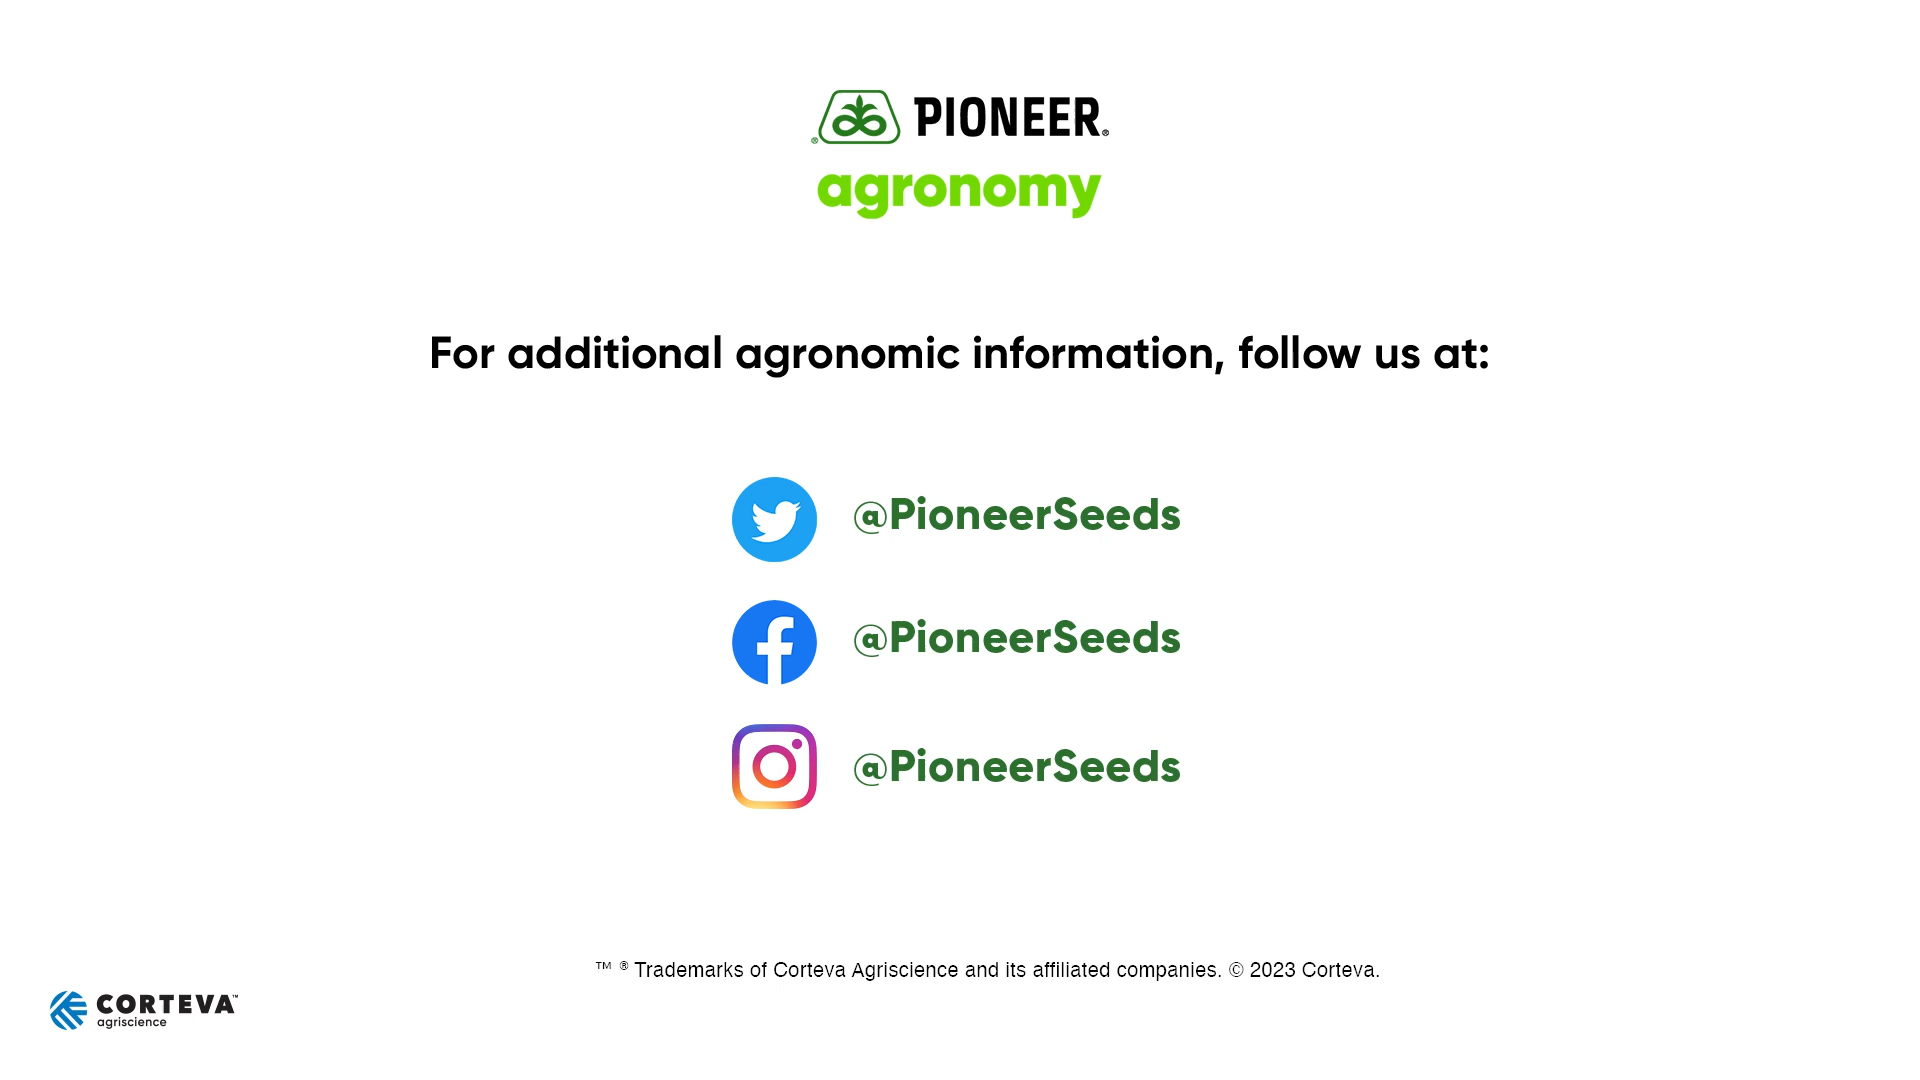 PIONEER®
agronomy
For additional agronomic information, follow us at:
@PioneerSeeds
@PioneerSeeds
@PioneerSeeds
™ ® Trademarks of Corteva Agriscience and its affiliated companies. © 2023 Corteva.
CORTEVA™
agriscience